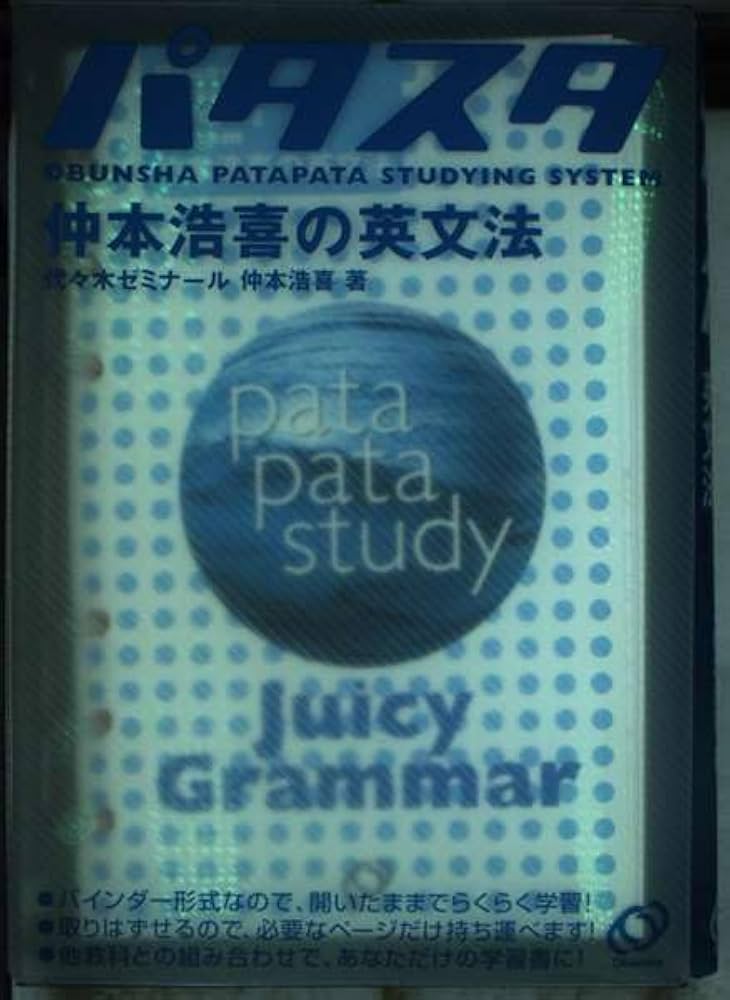 パタスタ
OBUNSHA PATAPATA STUDYING SYSTEM
仲本浩喜の英文法
代々木ゼミナール 仲本浩喜 著
pata
pata
study
Juicy
Grammar
●バインダー形式なので、開いたままでらくらく学習!
●取りはずせるので、必要なページだけ持ち運べます!
●他教科との組み合わせで、あなただけの学習書に!
Obunsha